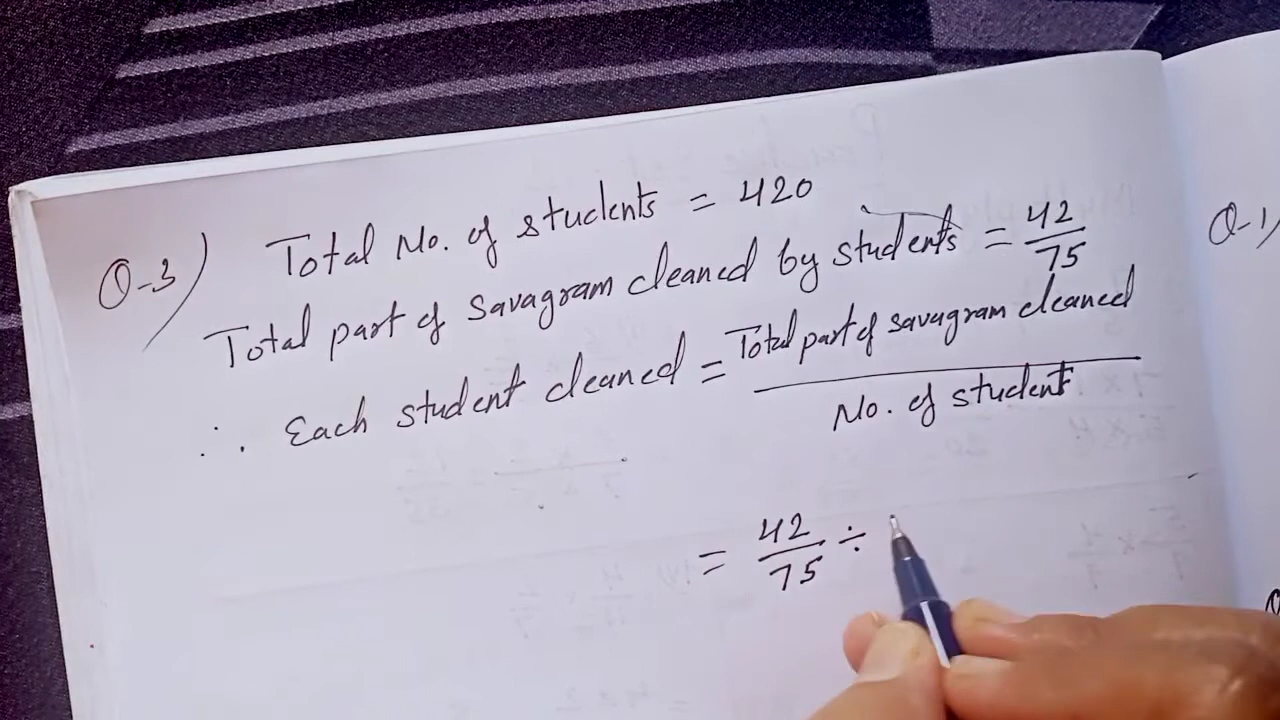 Q-3) Total No. of students = 420
Total part of savagram cleaned by students = 42/75
∴ Each student cleaned = Total part of savagram cleaned / No. of student
= 42/75 ÷
Q-1)